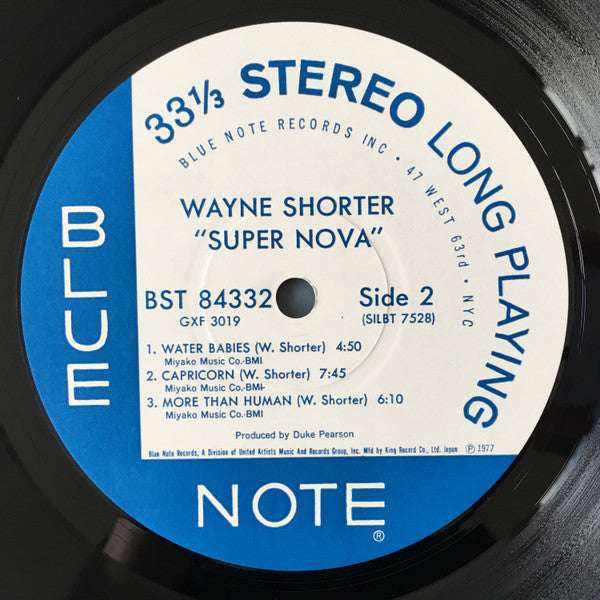 33⅓ STEREO LONG PLAYING
BLUE NOTE RECORDS INC • 47 WEST 63rd • NYC
WAYNE SHORTER
"SUPER NOVA"
BST 84332 Side 2
GXF 3019 (SILBT 7528)
1. WATER BABIES (W. Shorter) 4:50
Miyako Music Co.-BMI
2. CAPRICORN (W. Shorter) 7:45
Miyako Music Co.-BMI-
3. MORE THAN HUMAN (W. Shorter) 6:10
Miyako Music Co.-BMI
Produced by Duke Pearson
Blue Note Records, A Division of United Artists Music And Records Group, Inc. Mfd by King Record Co., Ltd. Japan ℗ 1977
BLUE
NOTE®